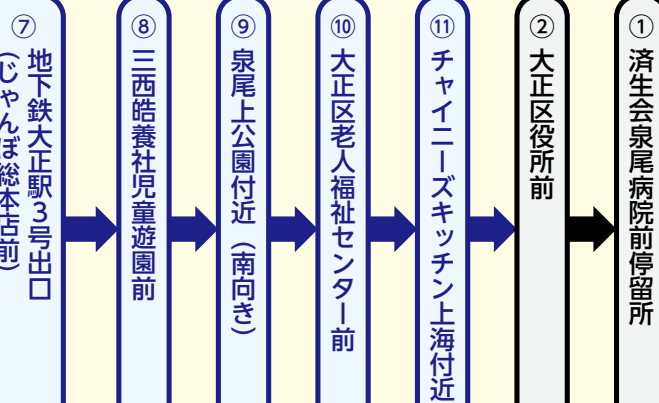 ⑦
地下鉄大正駅3号出口
(じゃんぼ総本店前)
⑧
三西皓養社児童遊園前
⑨
泉尾上公園付近(南向き)
⑩
大正区老人福祉センター前
⑪
チャイニーズキッチン上海付近
②
大正区役所前
①
済生会泉尾病院前停留所